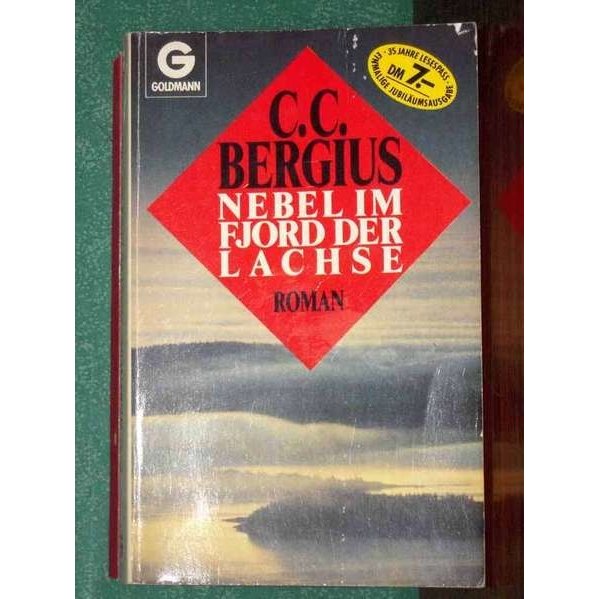 G
GOLDMANN
35 JAHRE LESESPASS
DM 7.-
EINMALIGE JUBILÄUMSAUSGABE
C.C.
BERGIUS
NEBEL IM
FJORD DER
LACHSE
ROMAN